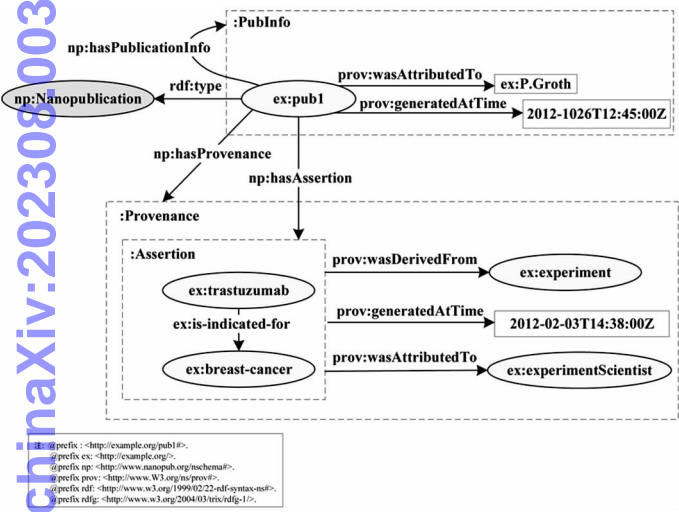 :PubInfo
np:hasPublicationInfo
prov:wasAttributedTo
ex:P.Groth
rdf:type
np:Nanopublication
ex:pub1
prov:generatedAtTime
2012-1026T12:45:00Z
np:hasProvenance
np:hasAssertion
:Provenance
:Assertion
prov:wasDerivedFrom
ex:experiment
ex:trastuzumab
prov:generatedAtTime
2012-02-03T14:38:00Z
ex:is-indicated-for
prov:wasAttributedTo
ex:breast-cancer
ex:experimentScientist
注: @prefix : <http://example.org/pub1#>.
@prefix ex: <http://example.org/>.
@prefix np: <http://www.nanopub.org/nschema#>.
@prefix prov: <http://www.W3.org/ns/prov#>.
@prefix rdf: <http://www.w3.org/1999/02/22-rdf-syntax-ns#>.
@prefix rdfg: <http://www.w3.org/2004/03/trix/rdfg-1/>.
chinaXiv:202308.003